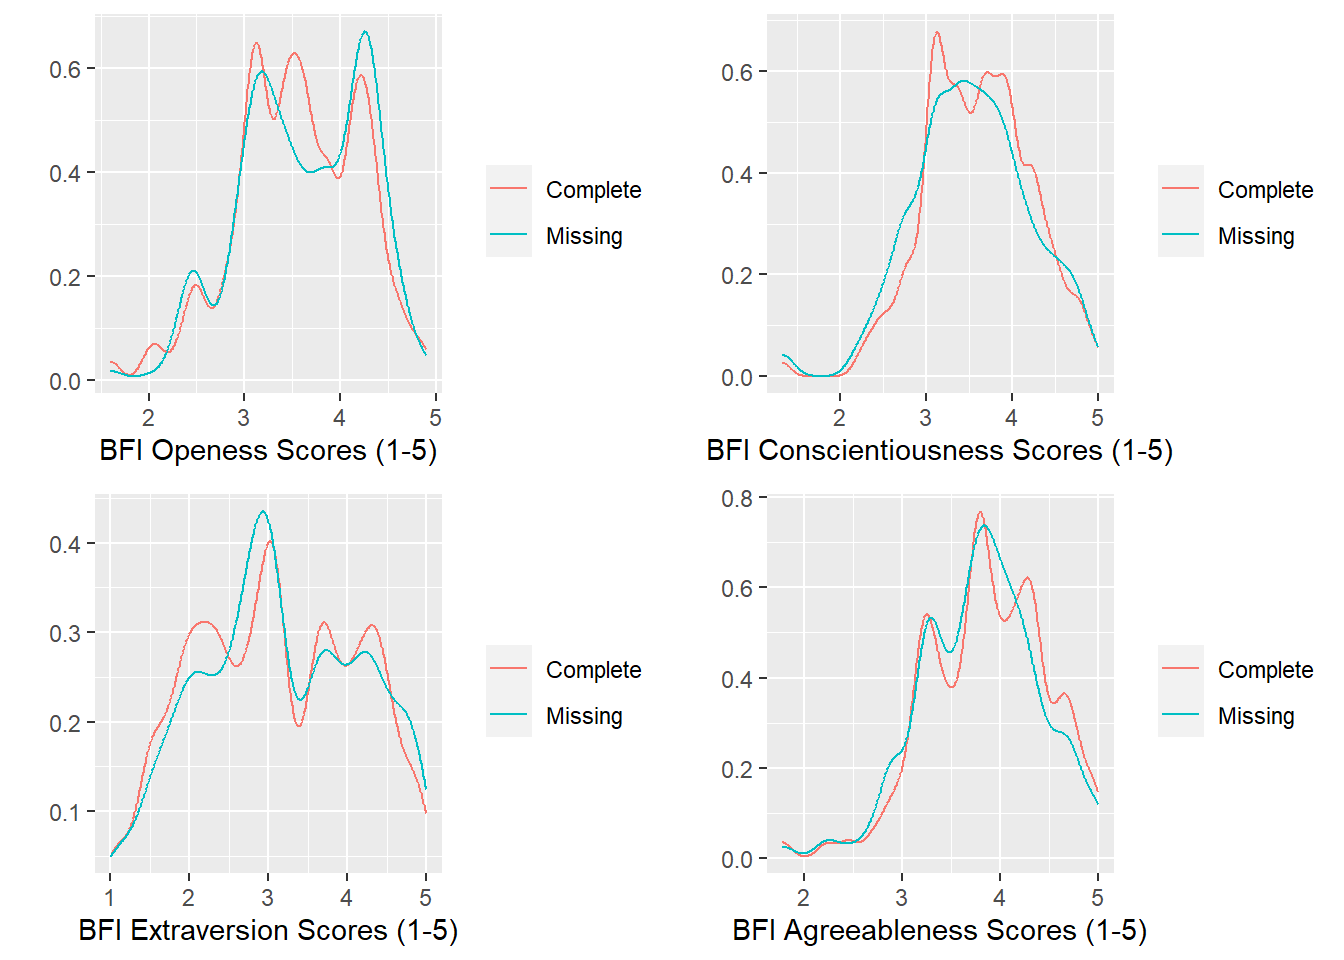 0.6
0.4
0.2
0.0
2 3 4 5
BFI Openess Scores (1-5)
Complete
Missing
0.6
0.4
0.2
0.0
2 3 4 5
BFI Conscientiousness Scores (1-5)
Complete
Missing
0.4
0.3
0.2
0.1
1 2 3 4 5
BFI Extraversion Scores (1-5)
Complete
Missing
0.8
0.6
0.4
0.2
0.0
2 3 4 5
BFI Agreeableness Scores (1-5)
Complete
Missing